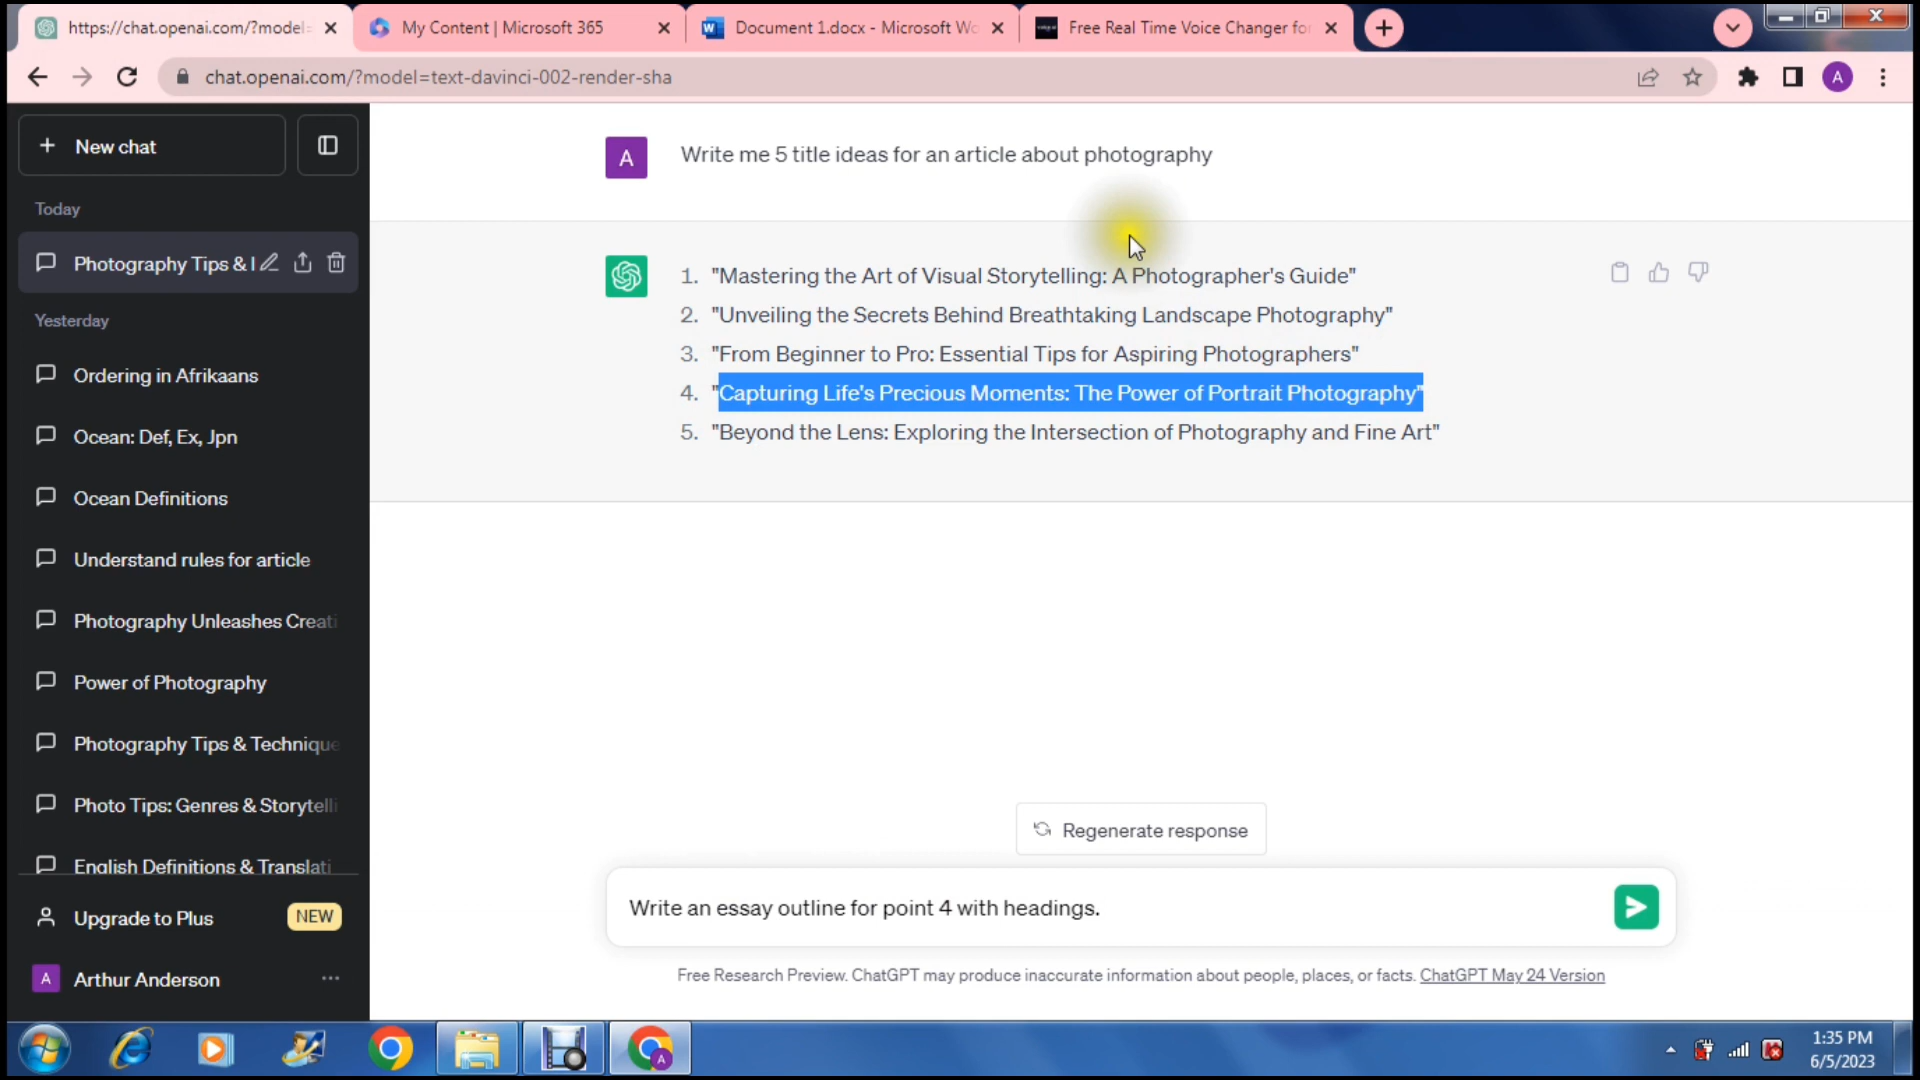 https://chat.openai.com/?model=
My Content | Microsoft 365
Document 1.docx - Microsoft Wo
Free Real Time Voice Changer for
chat.openai.com/?model=text-davinci-002-render-sha
A
New chat
Today
Photography Tips & I
Yesterday
Ordering in Afrikaans
Ocean: Def, Ex, Jpn
Ocean Definitions
Understand rules for article
Photography Unleashes Creati
Power of Photography
Photography Tips & Technique
Photo Tips: Genres & Storytelli
English Definitions & Translati
Upgrade to Plus NEW
A Arthur Anderson
A Write me 5 title ideas for an article about photography
1. "Mastering the Art of Visual Storytelling: A Photographer's Guide"
2. "Unveiling the Secrets Behind Breathtaking Landscape Photography"
3. "From Beginner to Pro: Essential Tips for Aspiring Photographers"
4. "Capturing Life's Precious Moments: The Power of Portrait Photography"
5. "Beyond the Lens: Exploring the Intersection of Photography and Fine Art"
Regenerate response
Write an essay outline for point 4 with headings.
Free Research Preview. ChatGPT may produce inaccurate information about people, places, or facts. ChatGPT May 24 Version
A
1:35 PM
6/5/2023